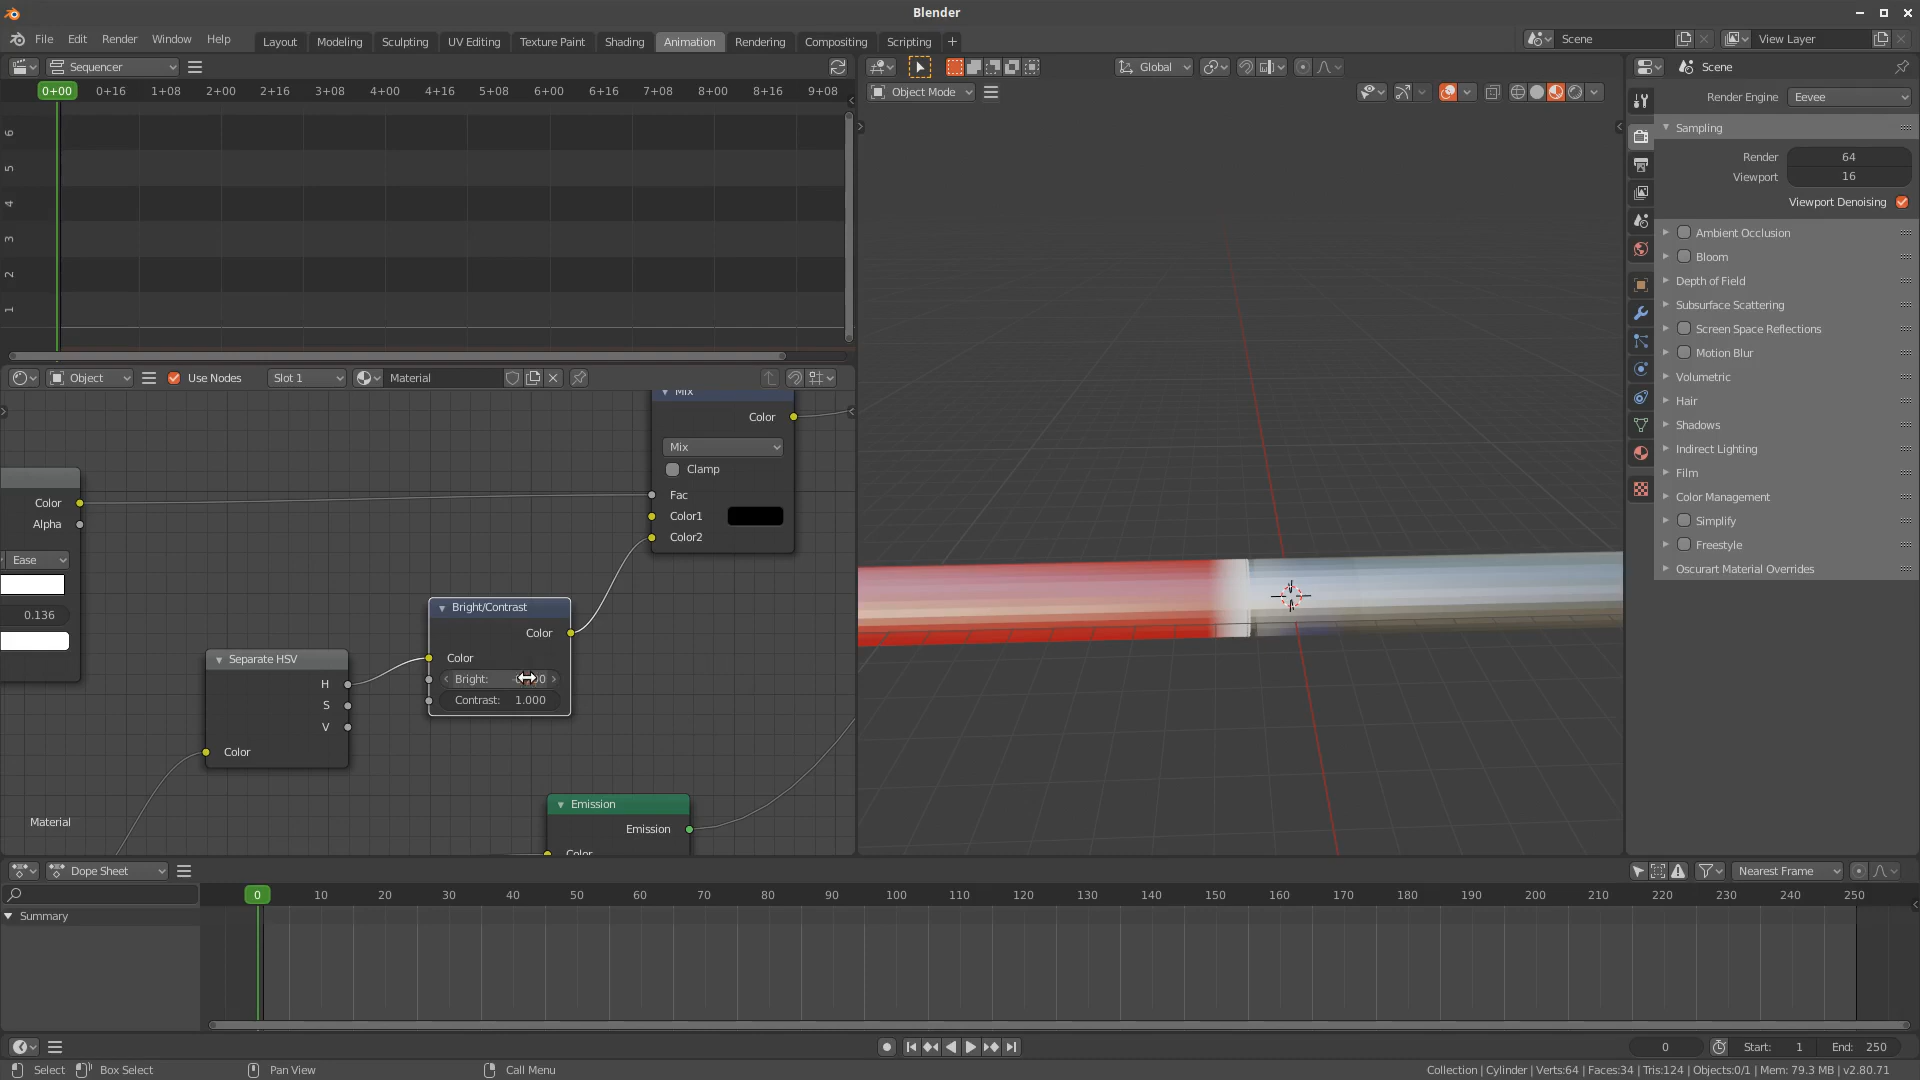 Blender
File Edit Render Window Help Layout Modeling Sculpting UV Editing Texture Paint Shading Animation Rendering Compositing Scripting + Scene View Layer
Sequencer
0+00 0+16 1+08 2+00 2+16 3+08 4+00 4+16 5+08 6+00 6+16 7+08 8+00 8+16 9+08
6
5
4
3
2
1
Global
Object Mode
Scene
Render Engine Eevee
Sampling
Render 64
Viewport 16
Viewport Denoising
Ambient Occlusion
Bloom
Depth of Field
Subsurface Scattering
Screen Space Reflections
Motion Blur
Volumetric
Hair
Shadows
Indirect Lighting
Film
Color Management
Simplify
Freestyle
Oscurart Material Overrides
Object Use Nodes Slot 1 Material
Mix
Color
Mix
Clamp
Fac
Color1
Color2
Color
Alpha
Ease
0.136
Bright/Contrast
Color
Color
Bright:
Contrast: 1.000
Separate HSV
H
S
V
Color
Emission
Emission
Color
Material
Dope Sheet Nearest Frame
0 10 20 30 40 50 60 70 80 90 100 110 120 130 140 150 160 170 180 190 200 210 220 230 240 250
Summary
0 Start: 1 End: 250
Select Box Select Pan View Call Menu Collection | Cylinder | Verts:64 | Faces:34 | Tris:124 | Objects:0/1 | Mem: 79.3 MB | v2.80.71